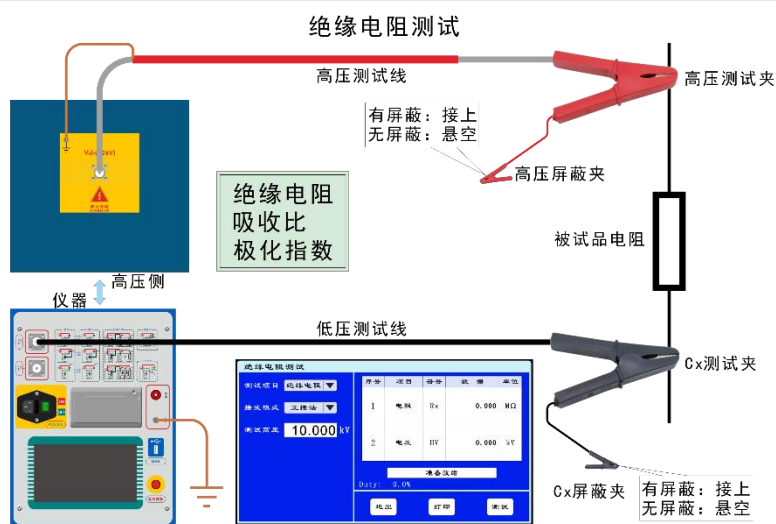 绝缘电阻测试
高压测试线
高压测试夹
有屏蔽：接上
无屏蔽：悬空
高压屏蔽夹
绝缘电阻
吸收比
极化指数
被试品电阻
高压侧
仪器
低压测试线
Cx测试夹
绝缘电阻测试
测试项目 绝缘电阻
接线模式 正接法
测试高压 10.000 kV
序号 项目 符号 数据 单位
1 电阻 Rx 0.000 MΩ
2 电压 HV 0.000 kV
准备就绪
Duty: 0.0%
打印 测试
Cx屏蔽夹
有屏蔽：接上
无屏蔽：悬空